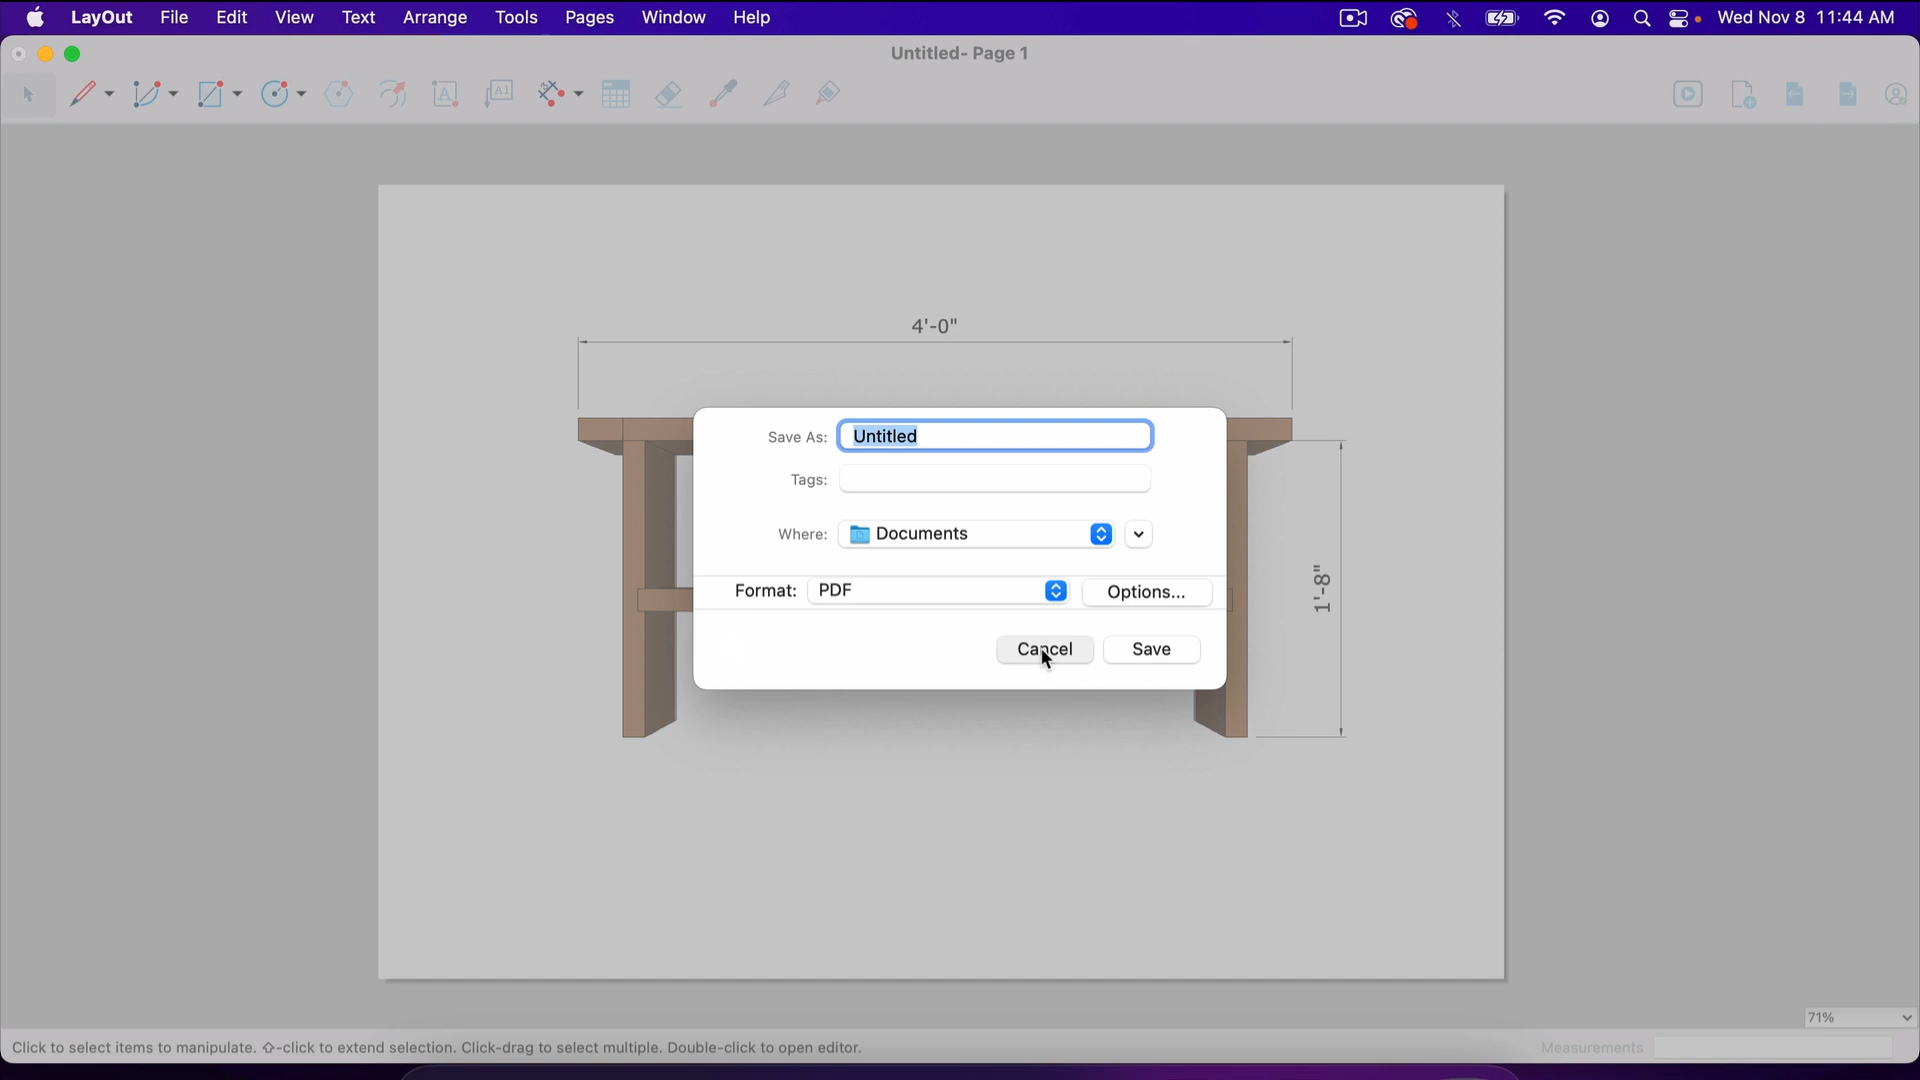 LayOut File Edit View Text Arrange Tools Pages Window Help Wed Nov 8 11:44 AM
Untitled- Page 1
A A1
4'-0"
Save As: Untitled
Tags:
Where: Documents
Format: PDF Options...
1'-8"
Cancel Save
71%
Click to select items to manipulate. ⇧-click to extend selection. Click-drag to select multiple. Double-click to open editor. Measurements